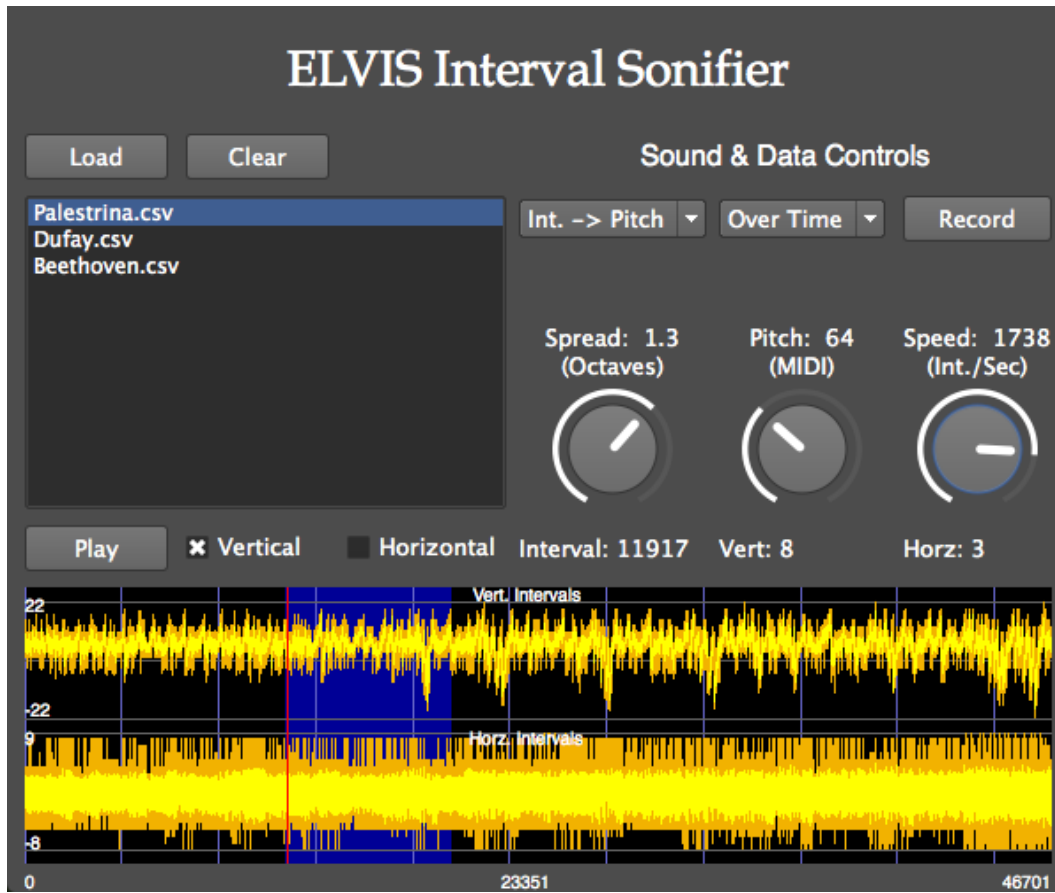 ELVIS Interval Sonifier
Load
Clear
Sound & Data Controls
Palestrina.csv
Dufay.csv
Beethoven.csv
Int. -> Pitch
Over Time
Record
Spread: 1.3
(Octaves)
Pitch: 64
(MIDI)
Speed: 1738
(Int./Sec)
Play
Vertical
Horizontal
Interval: 11917
Vert: 8
Horz: 3
22
Vert. Intervals
-22
9
Horz. Intervals
-8
0
23351
46701